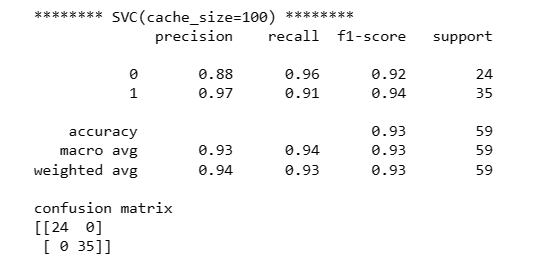 ******** SVC(cache_size=100) ********
precision recall f1-score support
0 0.88 0.96 0.92 24
1 0.97 0.91 0.94 35
accuracy 0.93 59
macro avg 0.93 0.94 0.93 59
weighted avg 0.94 0.93 0.93 59
confusion matrix
[[24 0]
[ 0 35]]